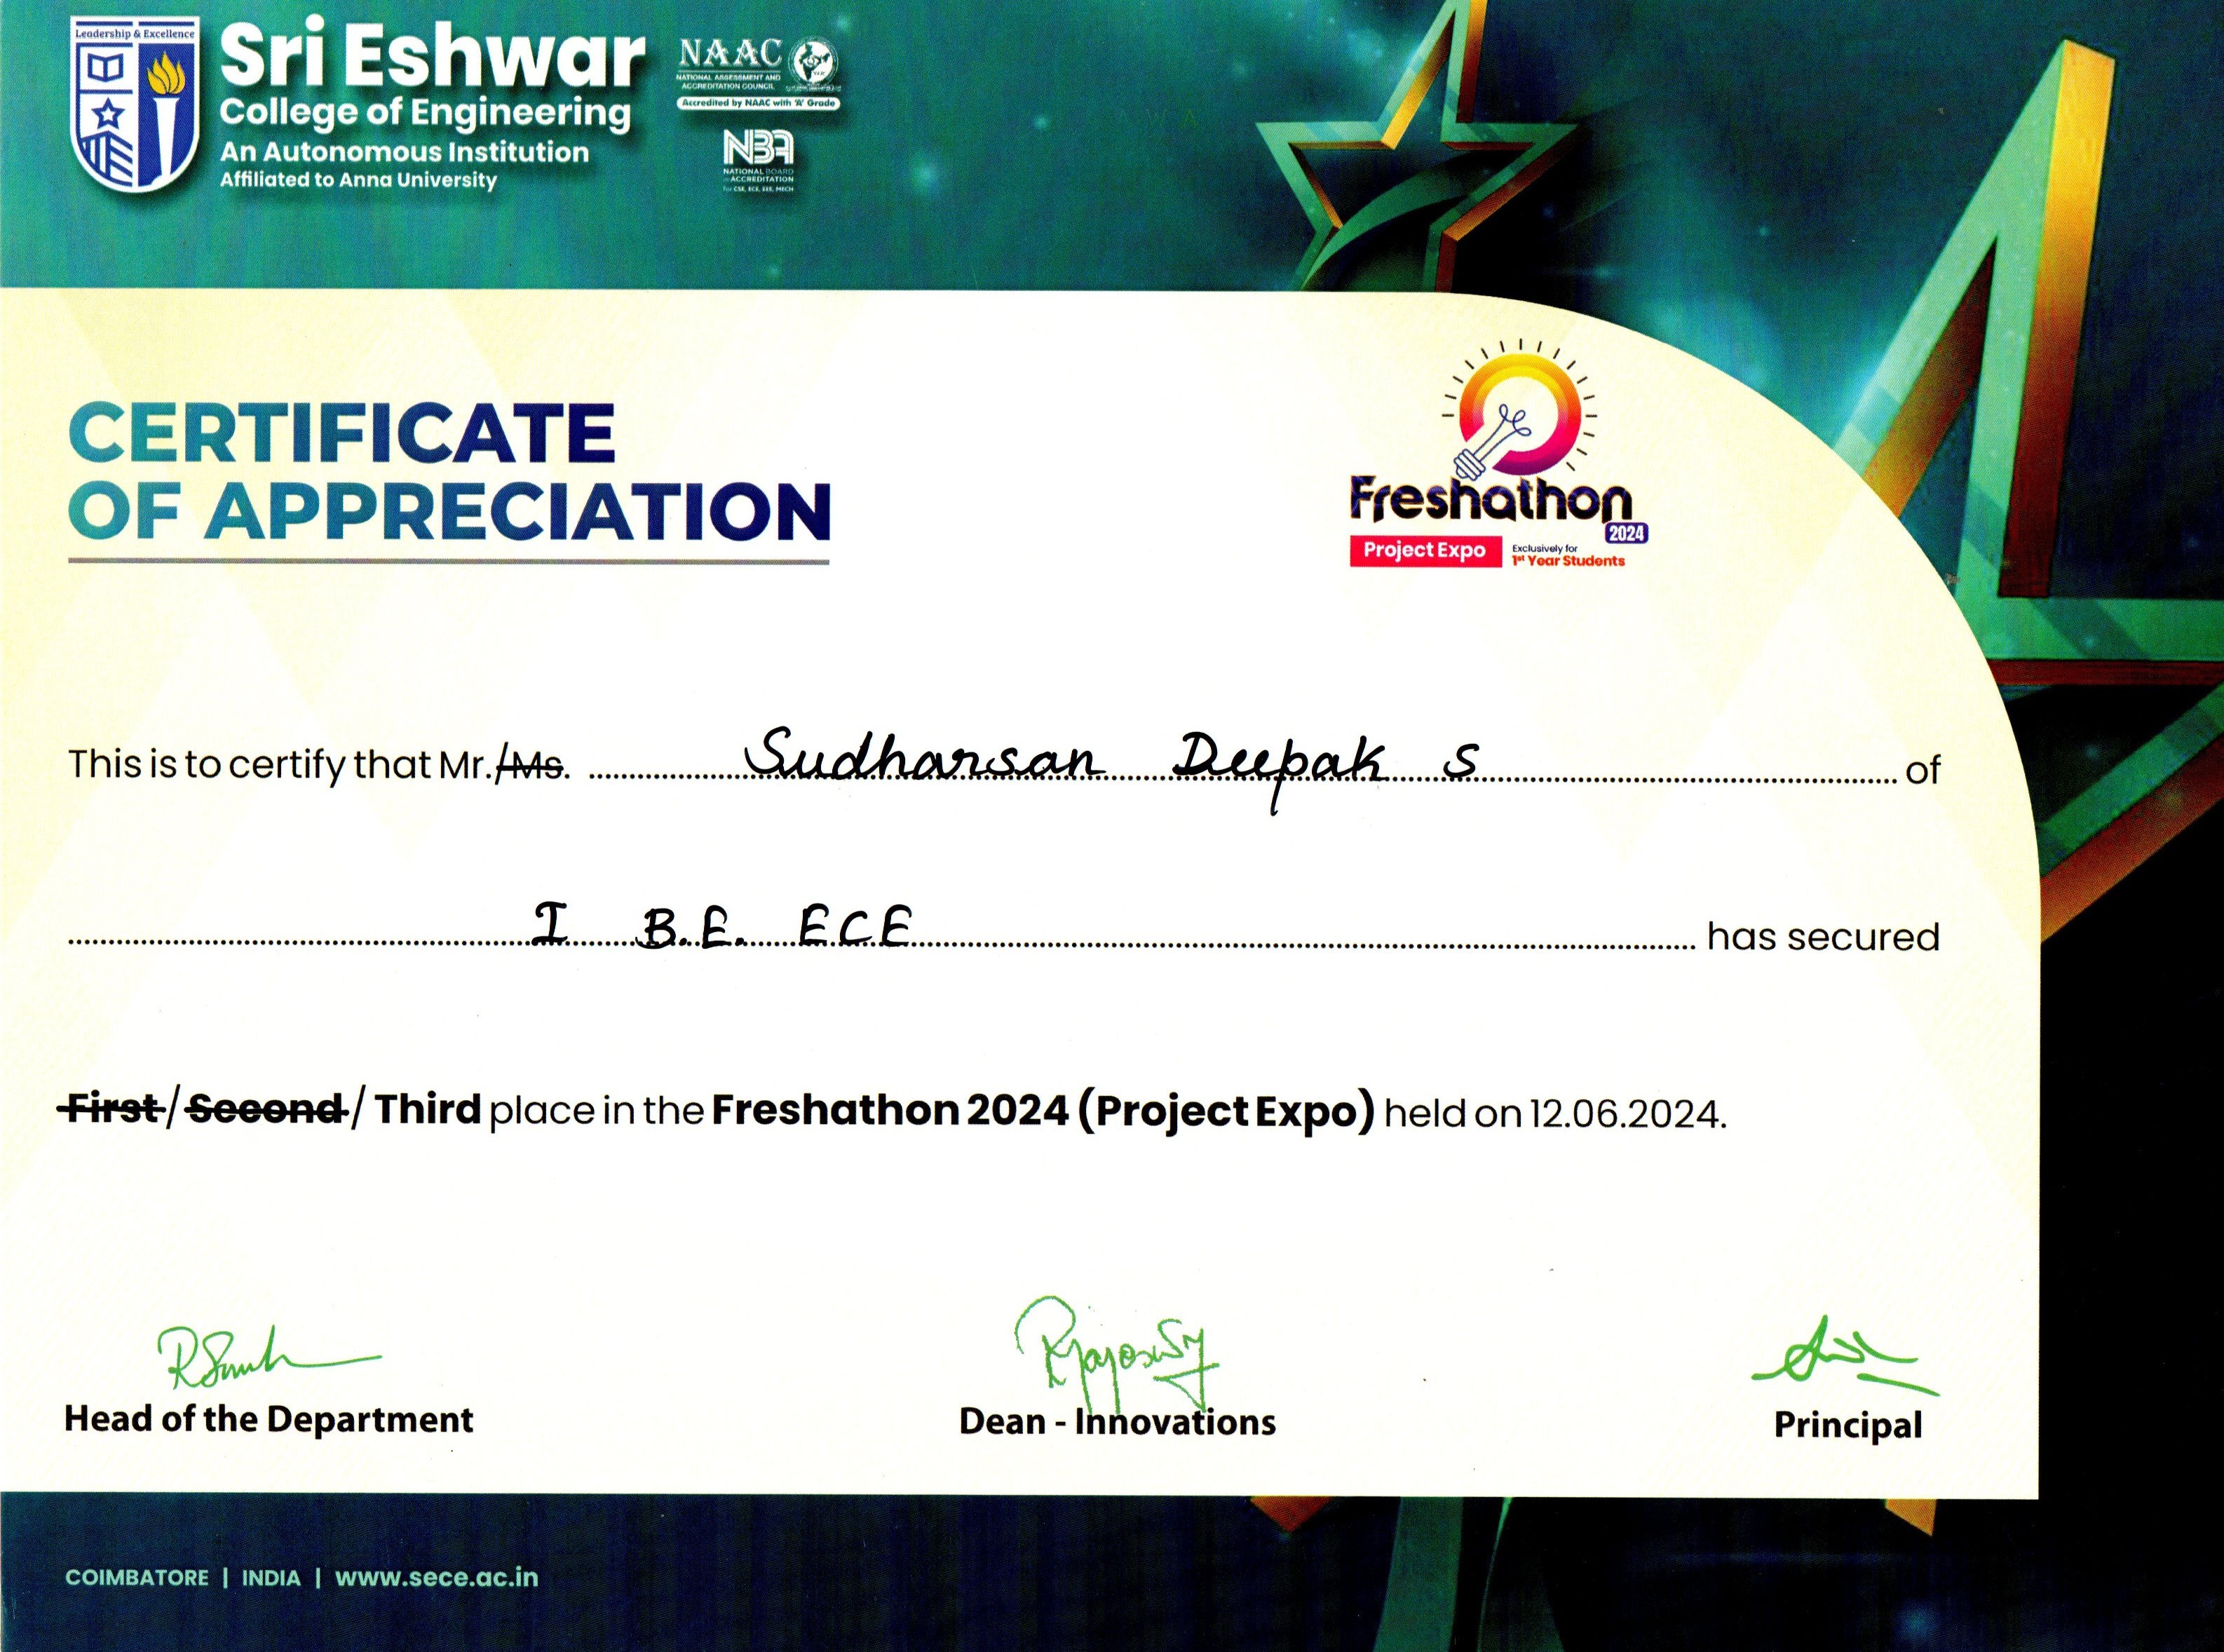 Leadership & Excellence
Sri Eshwar
College of Engineering
An Autonomous Institution
Affiliated to Anna University
NAAC
NATIONAL ASSESSMENT AND
ACCREDITATION COUNCIL
Accredited by NAAC with 'A' Grade
NBA
NATIONAL BOARD
of ACCREDITATION
For CSE, ECE, EEE, MECH
CERTIFICATE
OF APPRECIATION
Freshathon
2024
Project Expo
Exclusively for
1st Year Students
This is to certify that Mr./Ms. Sudharsan Deepak S of
I B.E. ECE has secured
First/Second/Third place in the Freshathon 2024 (Project Expo) held on 12.06.2024.
Head of the Department
Dean - Innovations
Principal
COIMBATORE | INDIA | www.sece.ac.in